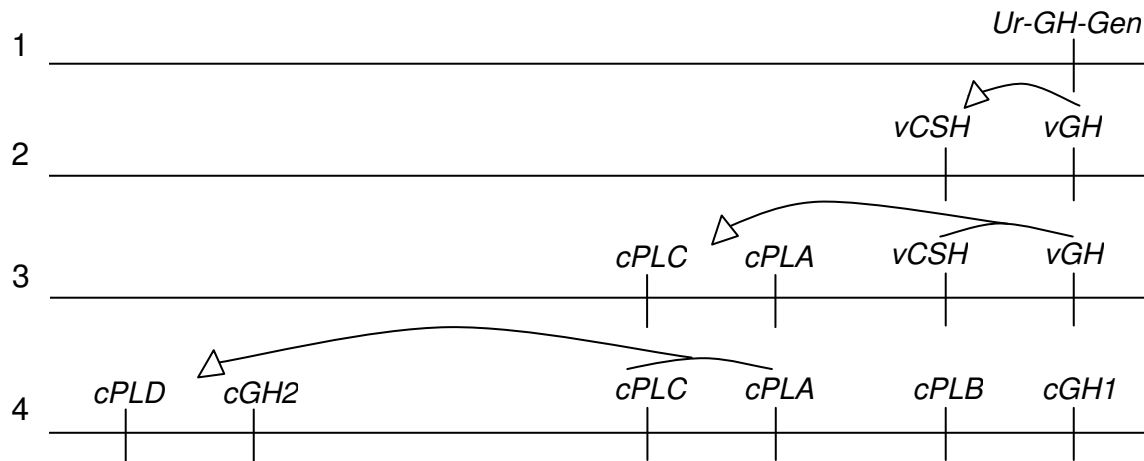 1 Ur-GH-Gen
2 vCSH vGH
3 cPLC cPLA vCSH vGH
4 cPLD cGH2 cPLC cPLA cPLB cGH1